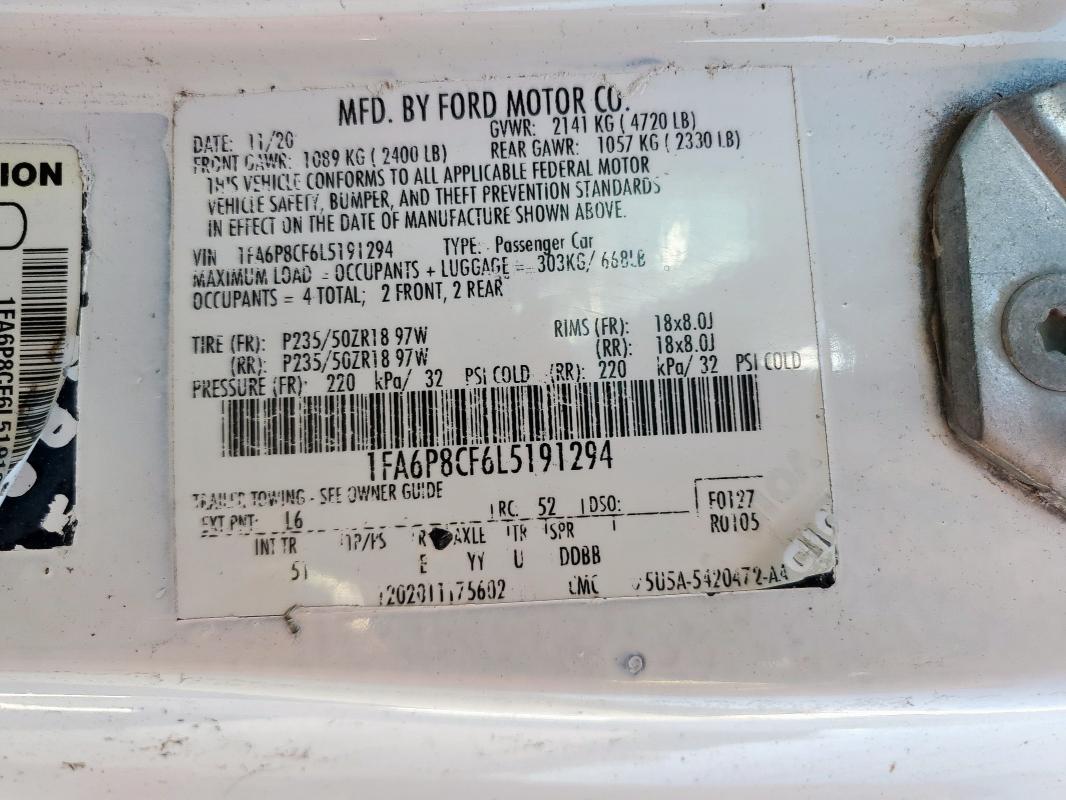 MFD. BY FORD MOTOR CO.
DATE: 11/20 GVWR: 2141 KG ( 4720 LB)
FRONT GAWR: 1089 KG ( 2400 LB) REAR GAWR: 1057 KG ( 2330 LB)
THIS VEHICLE CONFORMS TO ALL APPLICABLE FEDERAL MOTOR
VEHICLE SAFETY, BUMPER, AND THEFT PREVENTION STANDARDS
IN EFFECT ON THE DATE OF MANUFACTURE SHOWN ABOVE.
VIN 1FA6P8CF6L5191294 TYPE: Passenger Car
MAXIMUM LOAD = OCCUPANTS + LUGGAGE = 303KG/ 668LB
OCCUPANTS = 4 TOTAL; 2 FRONT, 2 REAR
TIRE (FR): P235/50ZR18 97W RIMS (FR): 18x8.0J
(RR): P235/50ZR18 97W (RR): 18x8.0J
PRESSURE (FR): 220 kPa/ 32 PSI COLD (RR): 220 kPa/ 32 PSI COLD
1FA6P8CF6L5191294
TRAILER TOWING - SEE OWNER GUIDE
EXT PNT: RC: 52 DSO: F0127
R0105
INT TR TP/PS R AXLE TR SPR
YY U DDBB
ION